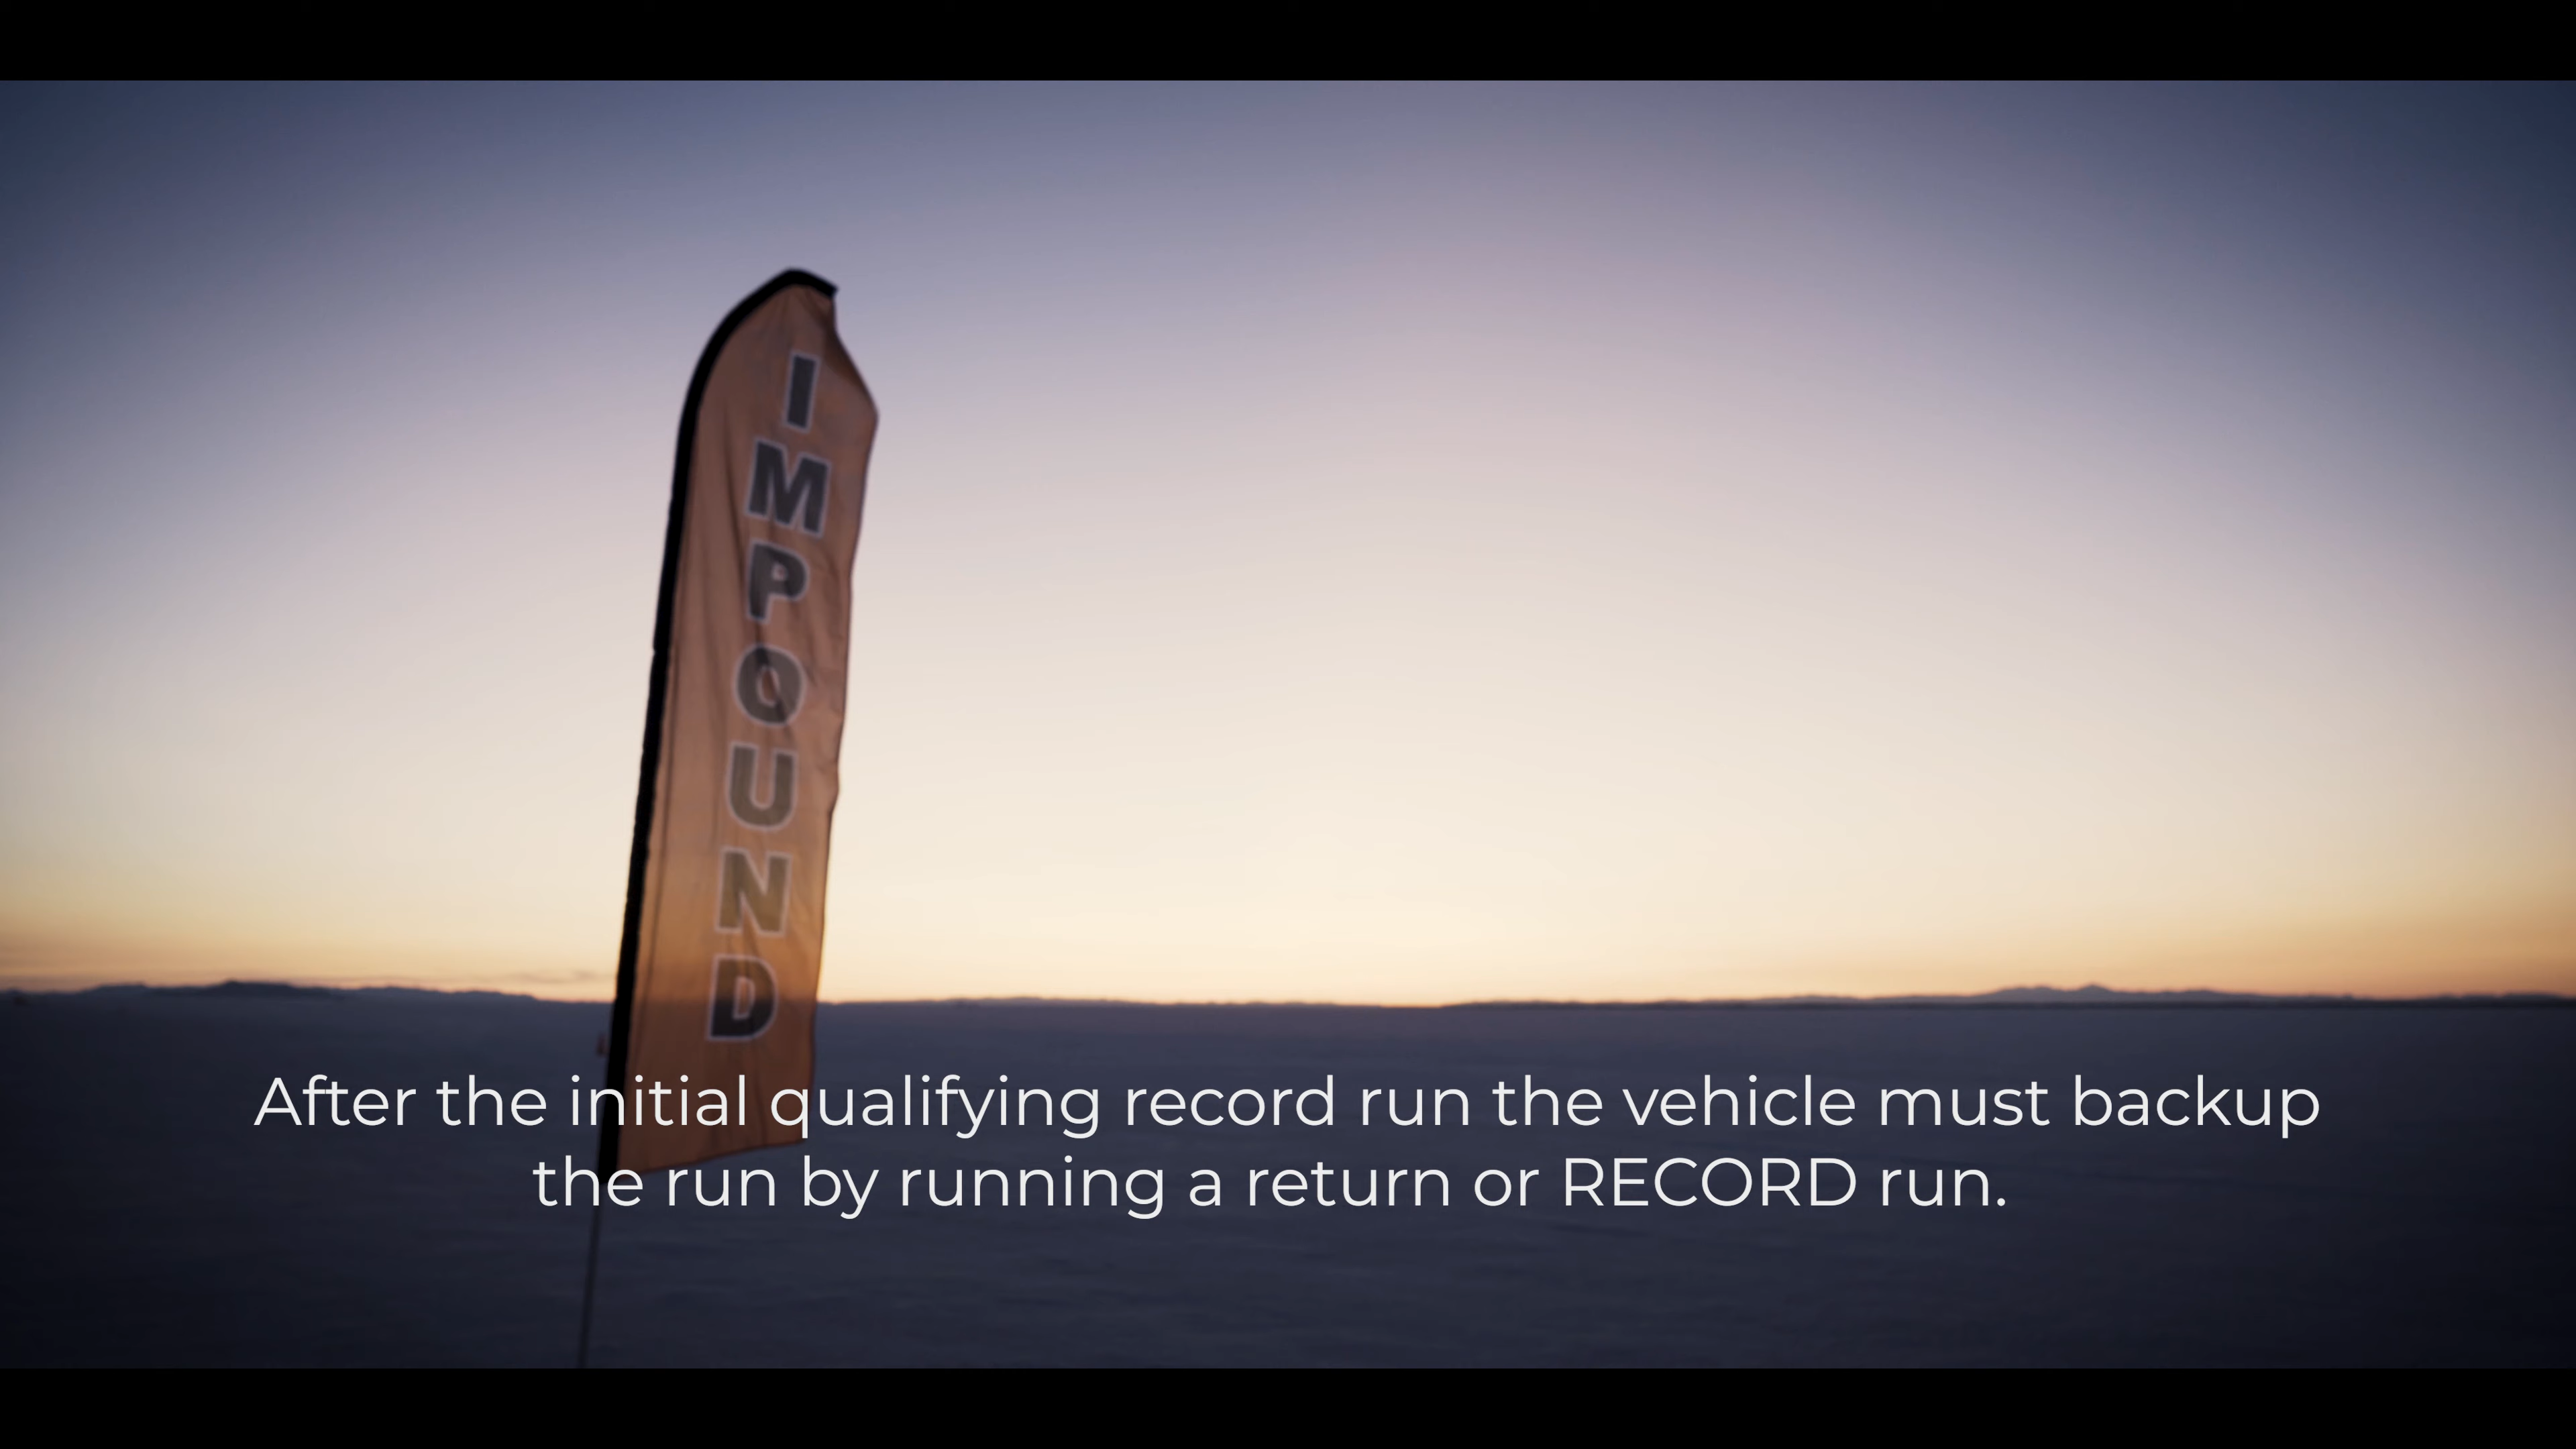 IMPOUND
After the initial qualifying record run the vehicle must backup
the run by running a return or RECORD run.